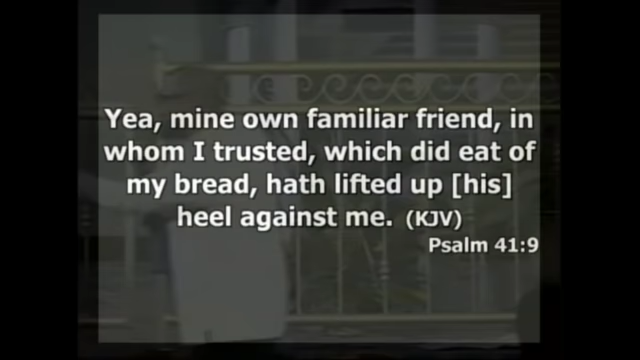 Yea, mine own familiar friend, in
whom I trusted, which did eat of
my bread, hath lifted up [his]
heel against me. (KJV)
Psalm 41:9